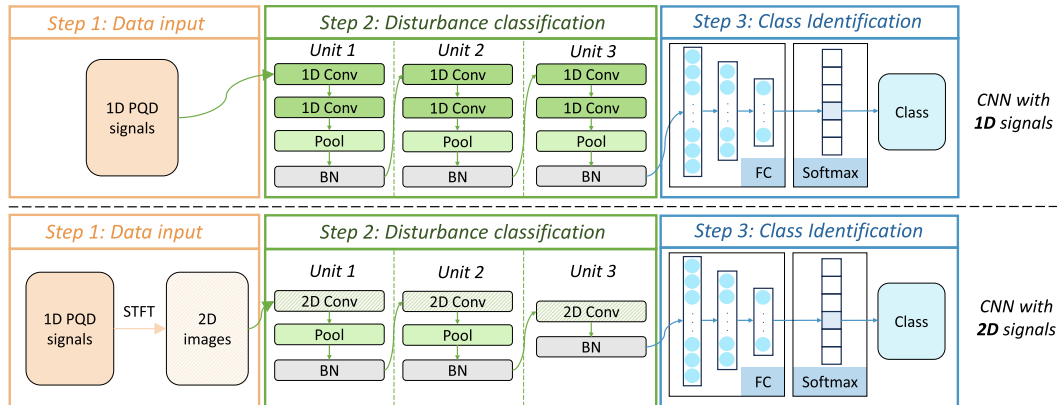 Step 1: Data input
Step 2: Disturbance classification
Step 3: Class Identification
Unit 1
Unit 2
Unit 3
1D PQD
signals
1D Conv
1D Conv
Pool
BN
1D Conv
1D Conv
Pool
BN
1D Conv
1D Conv
Pool
BN
FC
Softmax
Class
CNN with
1D signals
Step 1: Data input
Step 2: Disturbance classification
Step 3: Class Identification
Unit 1
Unit 2
Unit 3
1D PQD
signals
STFT
2D
images
2D Conv
Pool
BN
2D Conv
Pool
BN
2D Conv
BN
FC
Softmax
Class
CNN with
2D signals